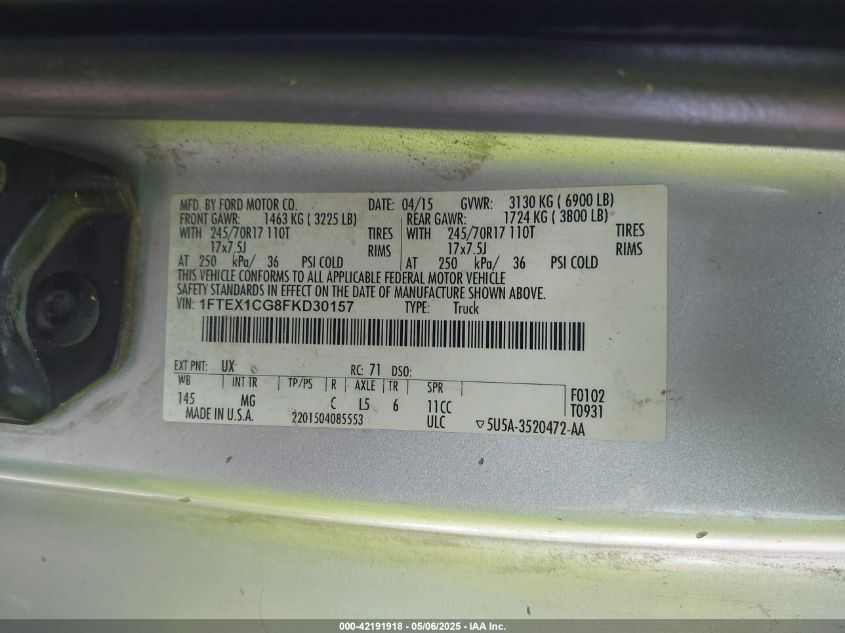 MFD. BY FORD MOTOR CO. DATE: 04/15 GVWR: 3130 KG ( 6900 LB)
FRONT GAWR: 1463 KG ( 3225 LB) REAR GAWR: 1724 KG ( 3800 LB)
WITH 245/70R17 110T TIRES WITH 245/70R17 110T TIRES
17x7.5J RIMS 17x7.5J RIMS
AT 250 kPa/ 36 PSI COLD AT 250 kPa/ 36 PSI COLD
THIS VEHICLE CONFORMS TO ALL APPLICABLE FEDERAL MOTOR VEHICLE
SAFETY STANDARDS IN EFFECT ON THE DATE OF MANUFACTURE SHOWN ABOVE.
VIN: 1FTEX1CG8FKD30157 TYPE: Truck
EXT PNT: UX RC: 71 DSO:
WB INT TR TP/PS R AXLE TR SPR F0102
145 MG C L5 6 11CC T0931
MADE IN U.S.A. 2201504085553 ULC ▽5U5A-3520472-AA
000-42191918 - 05/06/2025 - IAA Inc.